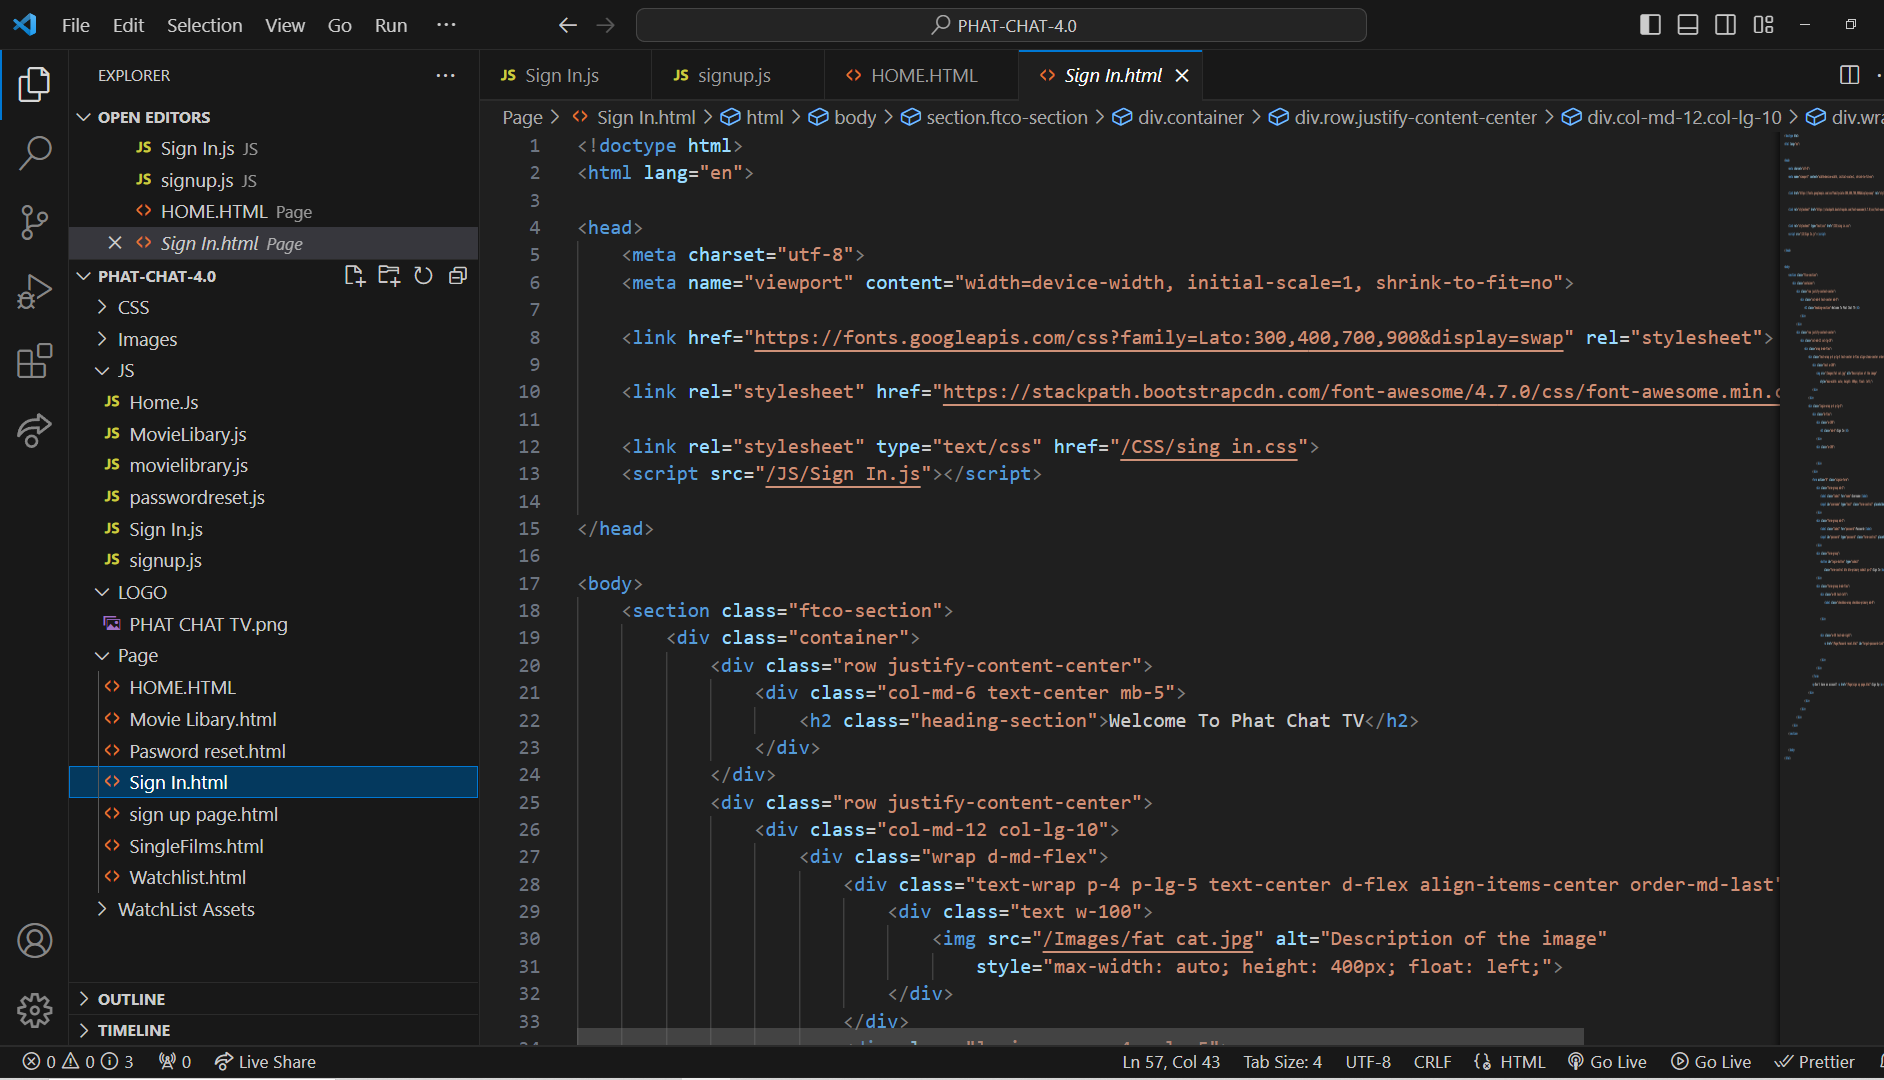 File Edit Selection View Go Run ···
PHAT-CHAT-4.0
EXPLORER
OPEN EDITORS
JS Sign In.js JS
JS signup.js JS
HOME.HTML Page
Sign In.html Page
PHAT-CHAT-4.0
CSS
Images
JS
JS Home.Js
JS MovieLibary.js
JS movielibrary.js
JS passwordreset.js
JS Sign In.js
JS signup.js
LOGO
PHAT CHAT TV.png
Page
HOME.HTML
Movie Libary.html
Pasword reset.html
Sign In.html
sign up page.html
SingleFilms.html
Watchlist.html
WatchList Assets
OUTLINE
TIMELINE
JS Sign In.js JS signup.js HOME.HTML Sign In.html
Page > Sign In.html > html > body > section.ftco-section > div.container > div.row.justify-content-center > div.col-md-12.col-lg-10 > div.wra
1 <!doctype html>
2 <html lang="en">
3
4 <head>
5 <meta charset="utf-8">
6 <meta name="viewport" content="width=device-width, initial-scale=1, shrink-to-fit=no">
7
8 <link href="https://fonts.googleapis.com/css?family=Lato:300,400,700,900&display=swap" rel="stylesheet">
9
10 <link rel="stylesheet" href="https://stackpath.bootstrapcdn.com/font-awesome/4.7.0/css/font-awesome.min.c
11
12 <link rel="stylesheet" type="text/css" href="/CSS/sing in.css">
13 <script src="/JS/Sign In.js"></script>
14
15 </head>
16
17 <body>
18 <section class="ftco-section">
19 <div class="container">
20 <div class="row justify-content-center">
21 <div class="col-md-6 text-center mb-5">
22 <h2 class="heading-section">Welcome To Phat Chat TV</h2>
23 </div>
24 </div>
25 <div class="row justify-content-center">
26 <div class="col-md-12 col-lg-10">
27 <div class="wrap d-md-flex">
28 <div class="text-wrap p-4 p-lg-5 text-center d-flex align-items-center order-md-last"
29 <div class="text w-100">
30 <img src="/Images/fat cat.jpg" alt="Description of the image"
31 style="max-width: auto; height: 400px; float: left;">
32 </div>
33 </div>
0 0 3 0 Live Share Ln 57, Col 43 Tab Size: 4 UTF-8 CRLF HTML Go Live Go Live Prettier